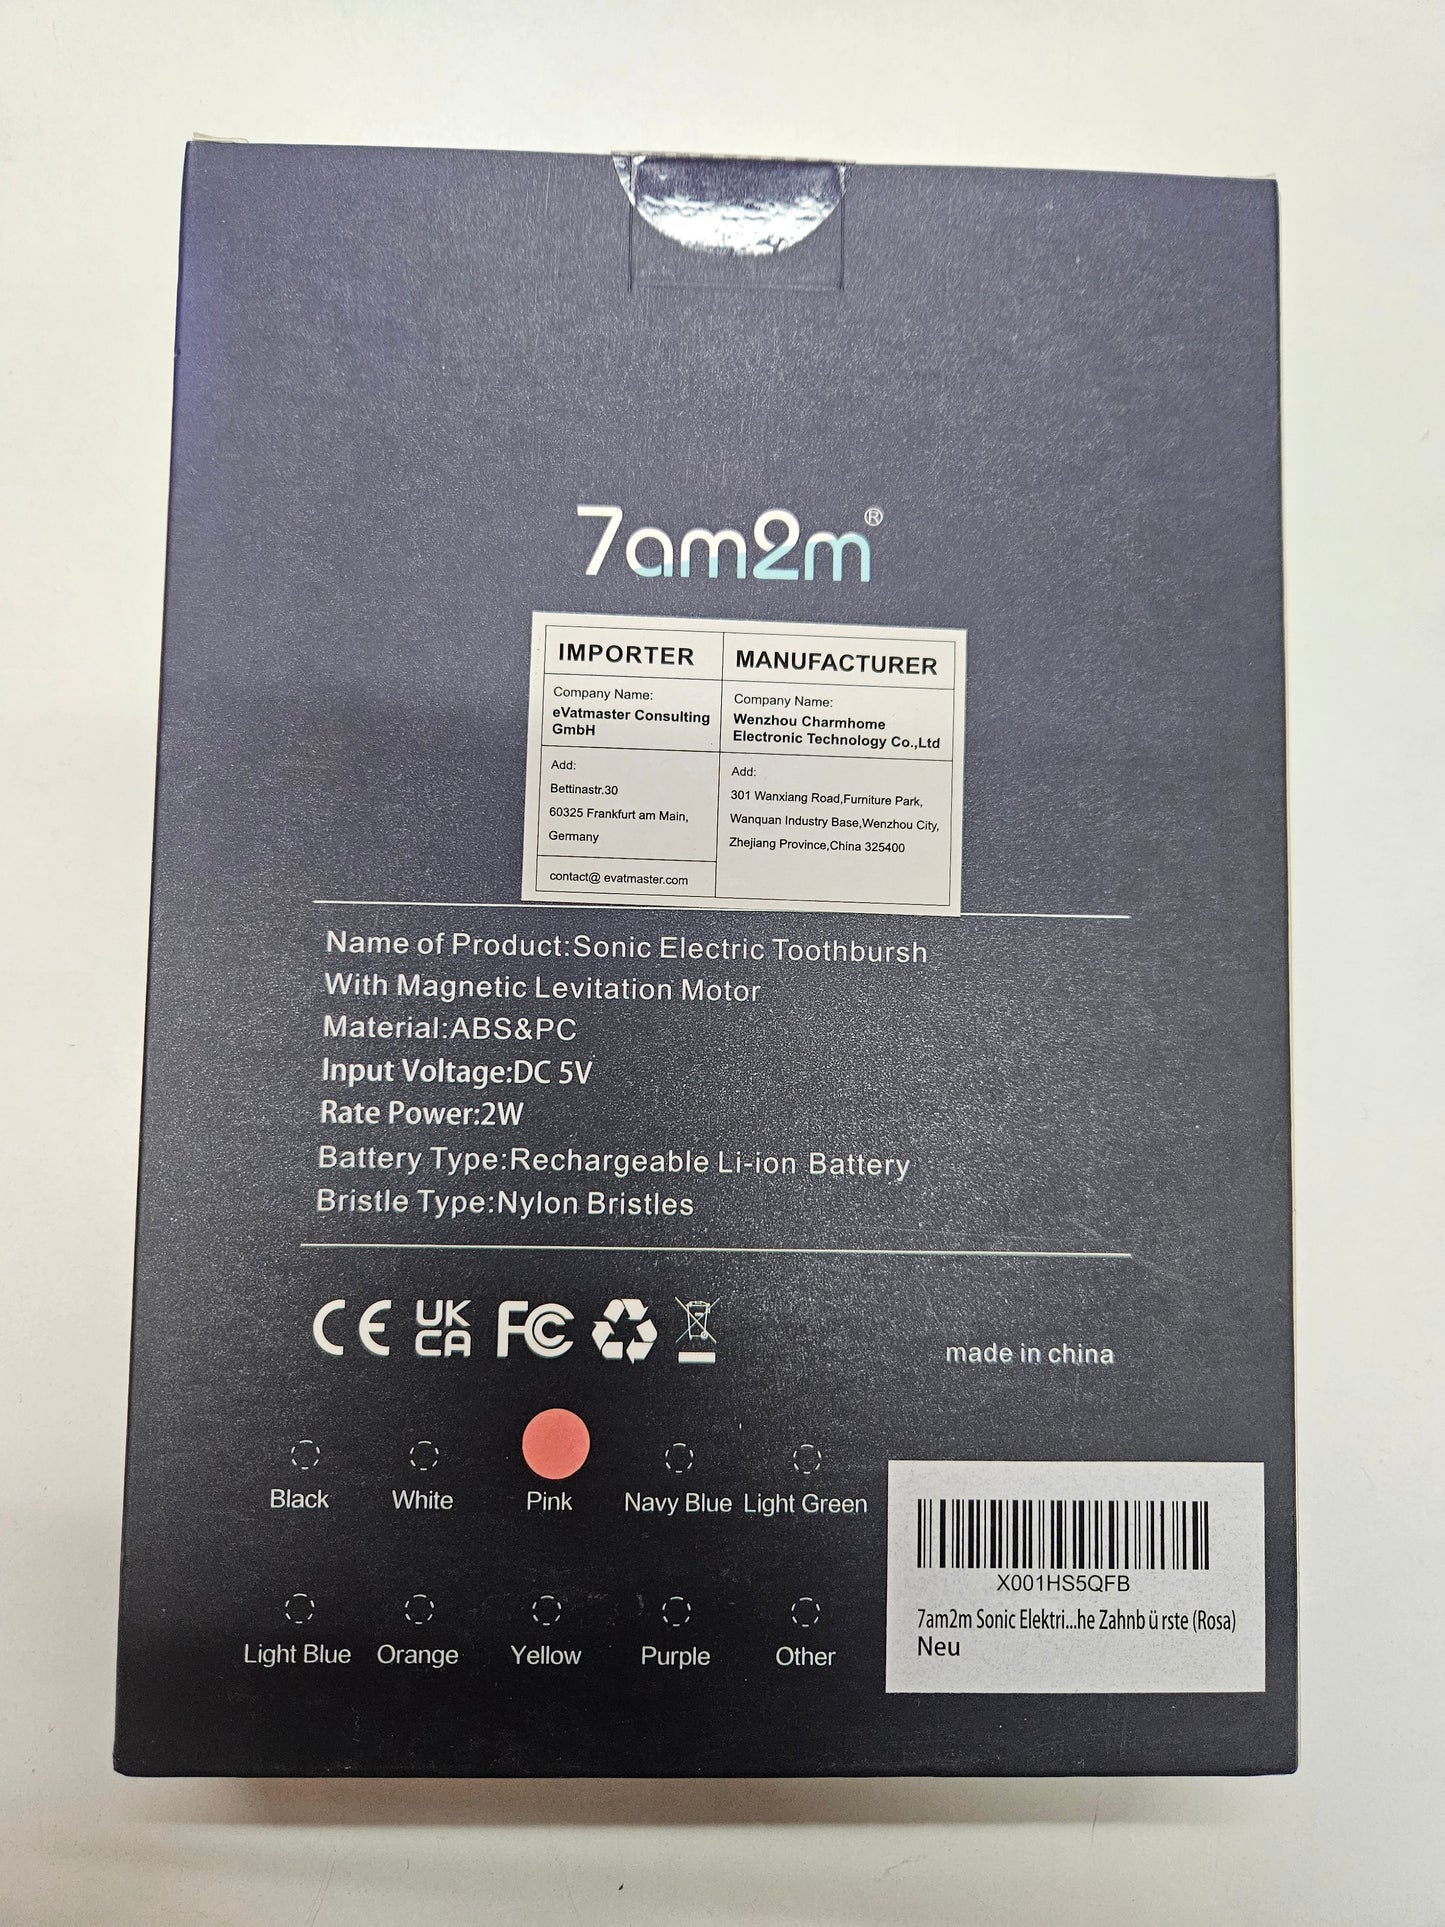 7am2m®
IMPORTER
Company Name:
eVatmaster Consulting
GmbH
Add:
Bettinastr.30
60325 Frankfurt am Main,
Germany
contact@ evatmaster.com
MANUFACTURER
Company Name:
Wenzhou Charmhome
Electronic Technology Co.,Ltd
Add:
301 Wanxiang Road,Furniture Park,
Wanquan Industry Base,Wenzhou City,
Zhejiang Province,China 325400
Name of Product:Sonic Electric Toothbursh
With Magnetic Levitation Motor
Material:ABS&PC
Input Voltage:DC 5V
Rate Power:2W
Battery Type:Rechargeable Li-ion Battery
Bristle Type:Nylon Bristles
CE UK CA FC
made in china
Black White Pink Navy Blue Light Green
Light Blue Orange Yellow Purple Other
X001HS5QFB
7am2m Sonic Elektri...he Zahnb ü rste (Rosa)
Neu